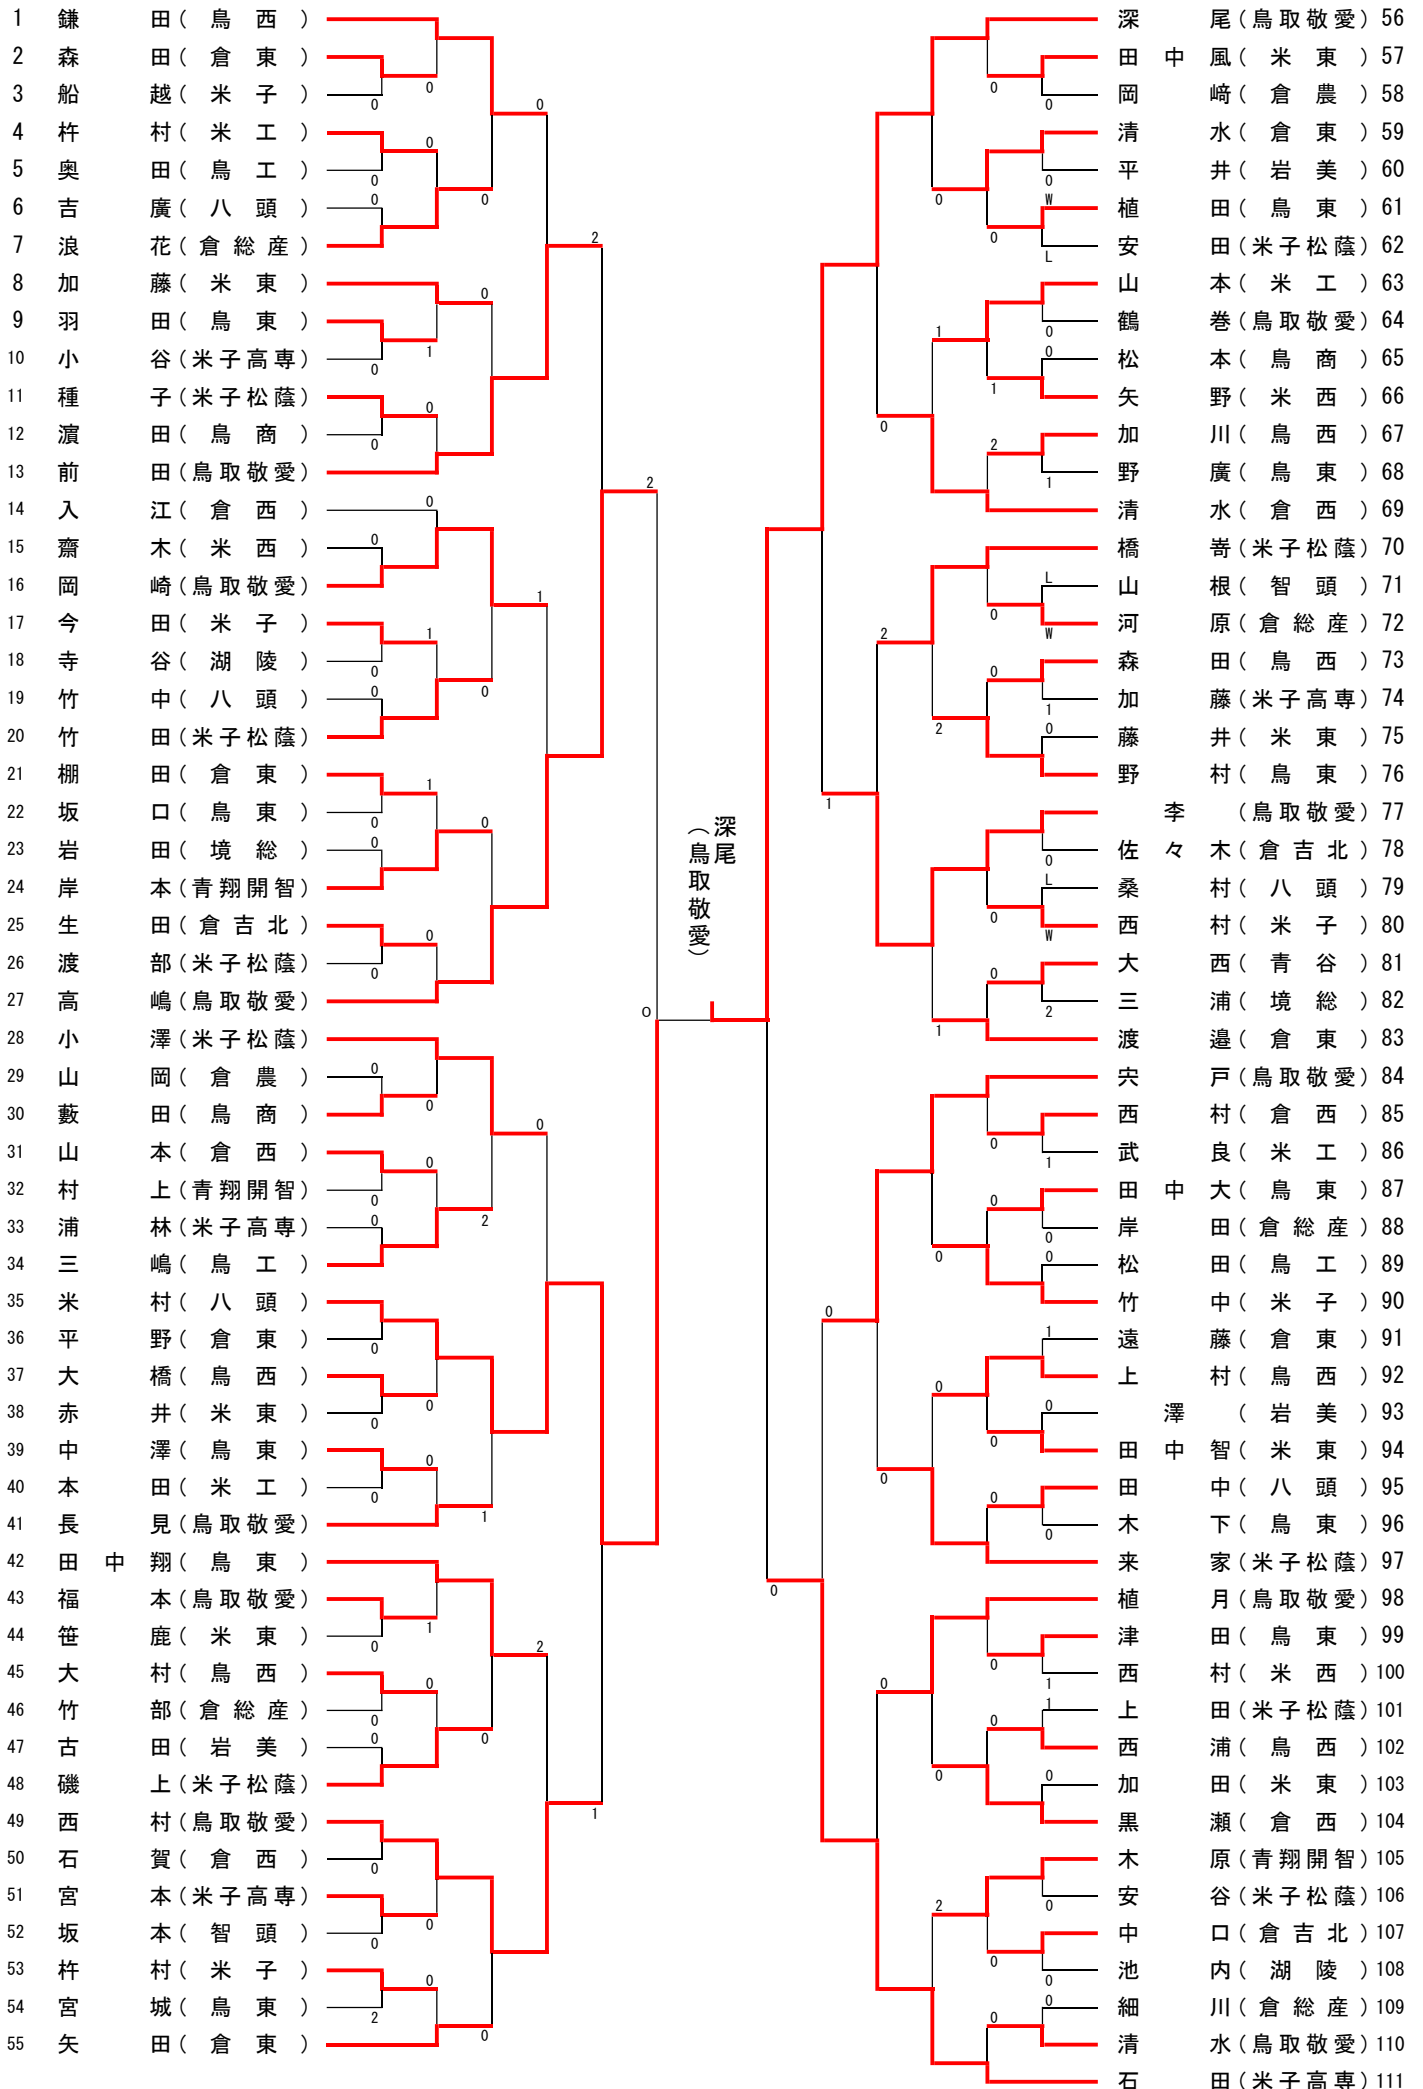 1 鎌田(鳥西)
2 森田(倉東)
3 船越(米子)
4 杵村(米工)
5 奥田(鳥工)
6 吉廣(八頭)
7 浪花(倉総産)
8 加藤(米東)
9 羽田(鳥東)
10 小谷(米子高専)
11 種子(米子松蔭)
12 濵田(鳥商)
13 前田(鳥取敬愛)
14 入江(倉西)
15 齋木(米西)
16 岡崎(鳥取敬愛)
17 今田(米子)
18 寺谷(湖陵)
19 竹中(八頭)
20 竹田(米子松蔭)
21 棚田(倉東)
22 坂口(鳥東)
23 岩田(境総)
24 岸本(青翔開智)
25 生田(倉吉北)
26 渡部(米子松蔭)
27 高嶋(鳥取敬愛)
28 小澤(米子松蔭)
29 山岡(倉農)
30 藪田(鳥商)
31 山本(倉西)
32 村上(青翔開智)
33 浦林(米子高専)
34 三嶋(鳥工)
35 米村(八頭)
36 平野(倉東)
37 大橋(鳥西)
38 赤井(米東)
39 中澤(鳥東)
40 本田(米工)
41 長見(鳥取敬愛)
42 田中翔(鳥東)
43 福本(鳥取敬愛)
44 笹鹿(米東)
45 大村(鳥西)
46 竹部(倉総産)
47 古田(岩美)
48 磯上(米子松蔭)
49 西村(鳥取敬愛)
50 石賀(倉西)
51 宮本(米子高専)
52 坂本(智頭)
53 杵村(米子)
54 宮城(鳥東)
55 矢田(倉東)
深尾
(鳥取敬愛)
深尾(鳥取敬愛) 56
田中風(米東) 57
岡﨑(倉農) 58
清水(倉東) 59
平井(岩美) 60
植田(鳥東) 61
安田(米子松蔭) 62
山本(米工) 63
鶴巻(鳥取敬愛) 64
松本(鳥商) 65
矢野(米西) 66
加川(鳥西) 67
野廣(鳥東) 68
清水(倉西) 69
橋嵜(米子松蔭) 70
山根(智頭) 71
河原(倉総産) 72
森田(鳥西) 73
加藤(米子高専) 74
藤井(米東) 75
野村(鳥東) 76
李(鳥取敬愛) 77
佐々木(倉吉北) 78
桑村(八頭) 79
西村(米子) 80
大西(青谷) 81
三浦(境総) 82
渡邉(倉東) 83
宍戸(鳥取敬愛) 84
西村(倉西) 85
武良(米工) 86
田中大(鳥東) 87
岸田(倉総産) 88
松田(鳥工) 89
竹中(米子) 90
遠藤(倉東) 91
上村(鳥西) 92
澤(岩美) 93
田中智(米東) 94
田中(八頭) 95
木下(鳥東) 96
来家(米子松蔭) 97
植月(鳥取敬愛) 98
津田(鳥東) 99
西村(米西) 100
上田(米子松蔭) 101
西浦(鳥西) 102
加田(米東) 103
黒瀬(倉西) 104
木原(青翔開智) 105
安谷(米子松蔭) 106
中口(倉吉北) 107
池内(湖陵) 108
細川(倉総産) 109
清水(鳥取敬愛) 110
石田(米子高専) 111